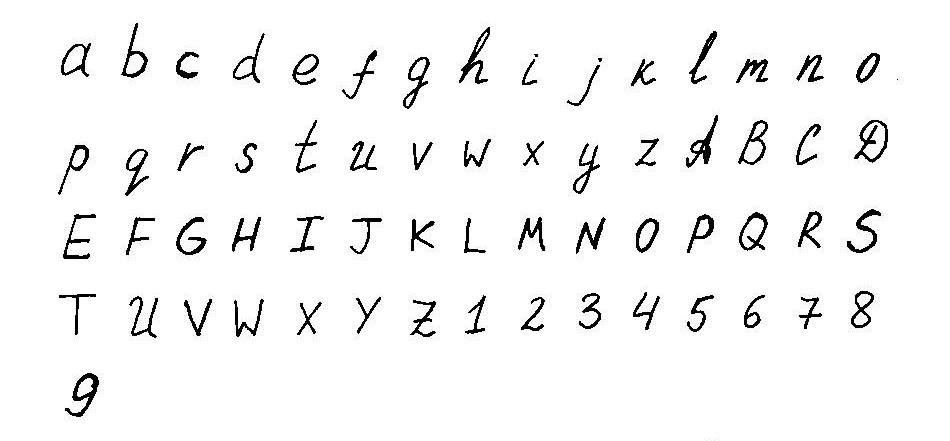 a b c d e f g h i j k l m n o
p q r s t u v w x y z A B C D
E F G H I J K L M N O P Q R S
T U V W X Y Z 1 2 3 4 5 6 7 8
9